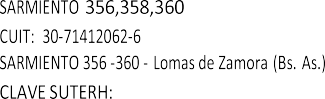 SARMIENTO 356,358,360
CUIT: 30-71412062-6
SARMIENTO 356 -360 - Lomas de Zamora (Bs. As.)
CLAVE SUTERH: